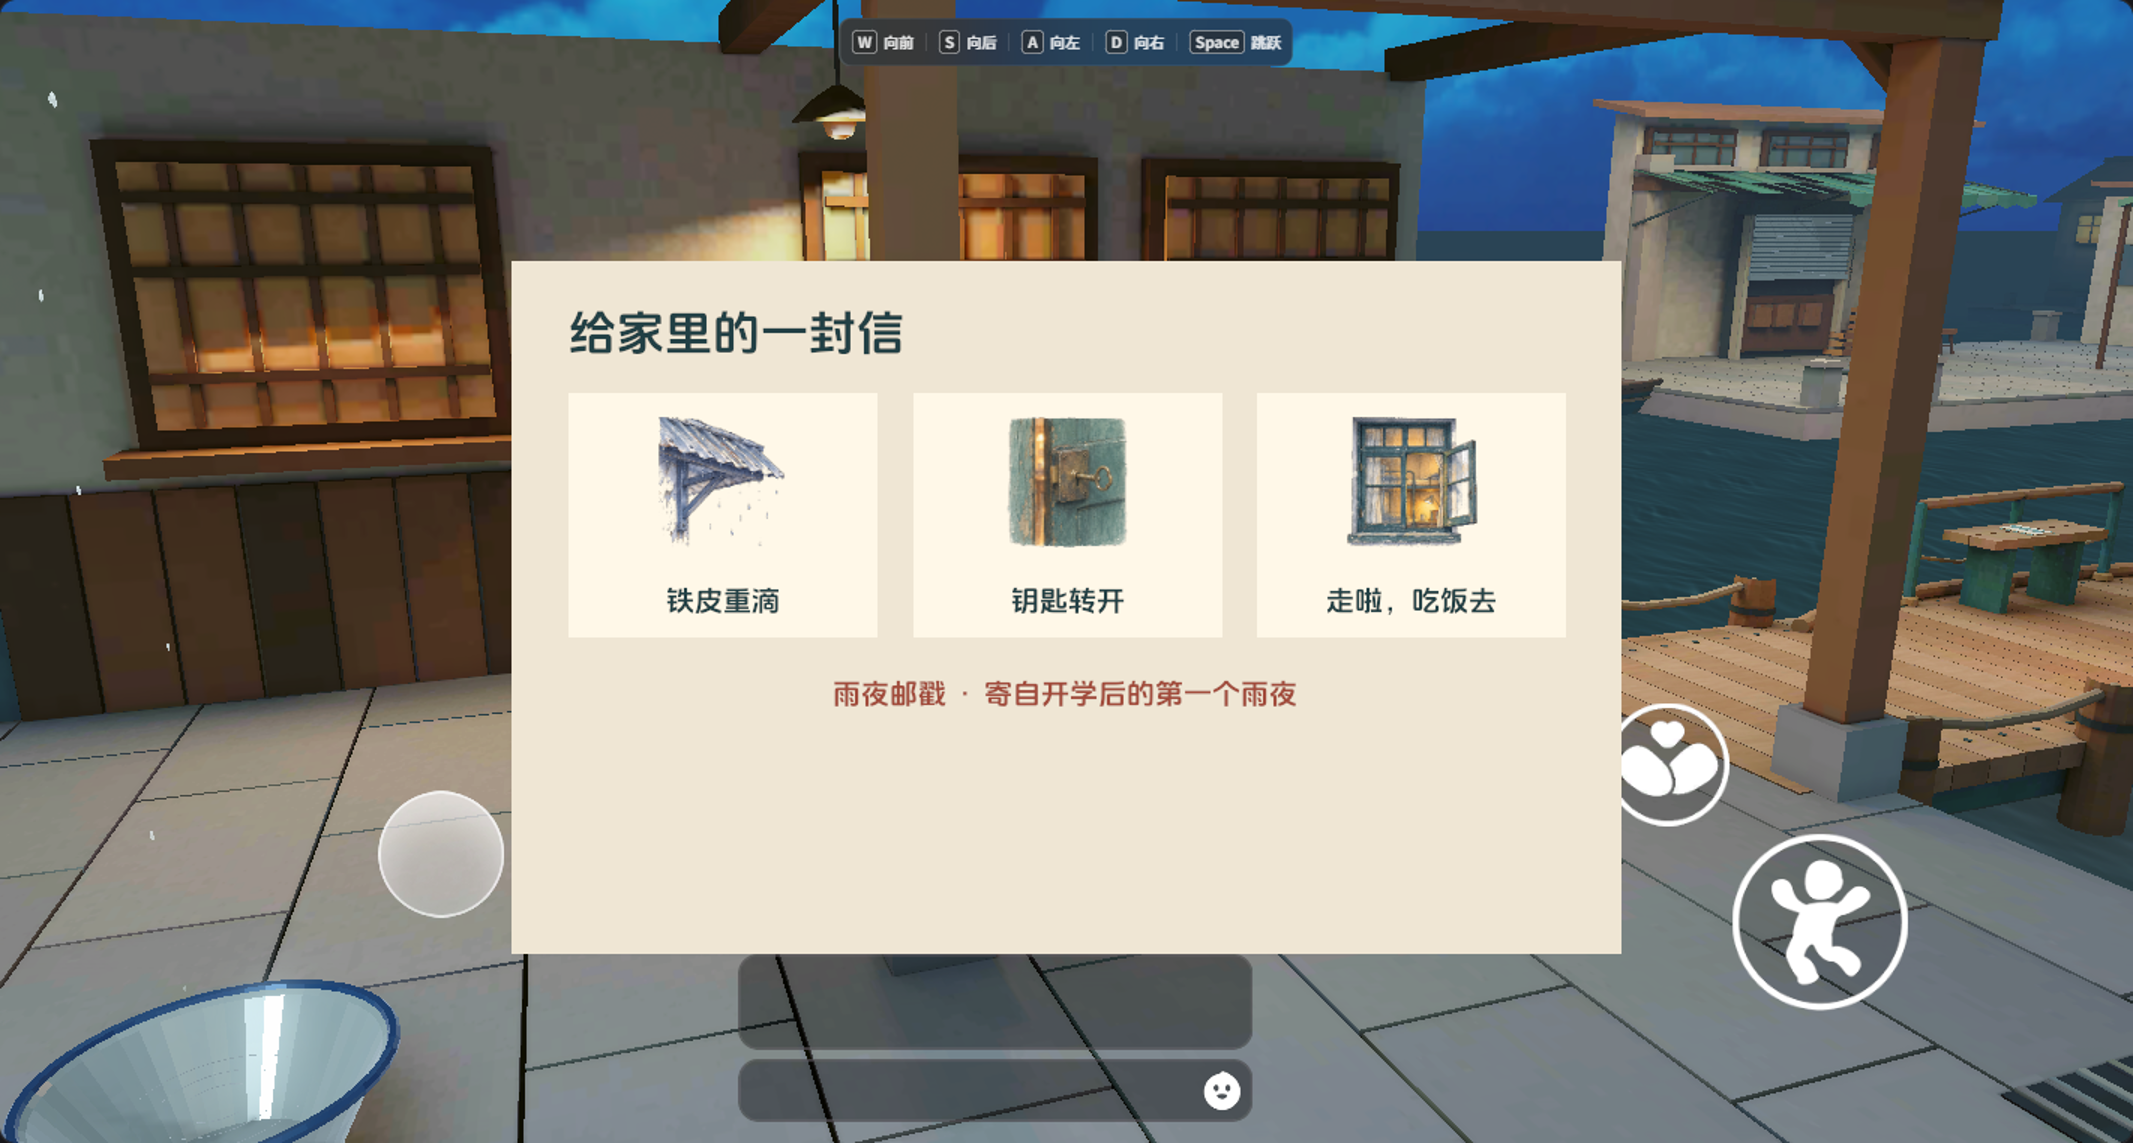 W 向前 S 向后 A 向左 D 向右 Space 跳跃
给家里的一封信
铁皮重滴
钥匙转开
走啦，吃饭去
雨夜邮戳 · 寄自开学后的第一个雨夜